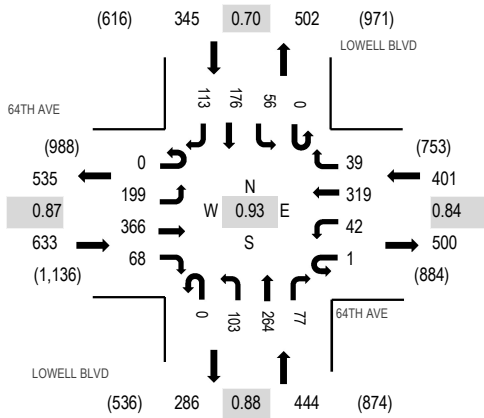 (616) 345 0.70 502 (971)
LOWELL BLVD
113 176 56 0
64TH AVE
(988) 0 39 (753)
535 199 319 401
N
0.87 W 0.93 E 0.84
S
633 366 42 500
(1,136) 68 1 (884)
0 103 264 77
64TH AVE
LOWELL BLVD
(536) 286 0.88 444 (874)